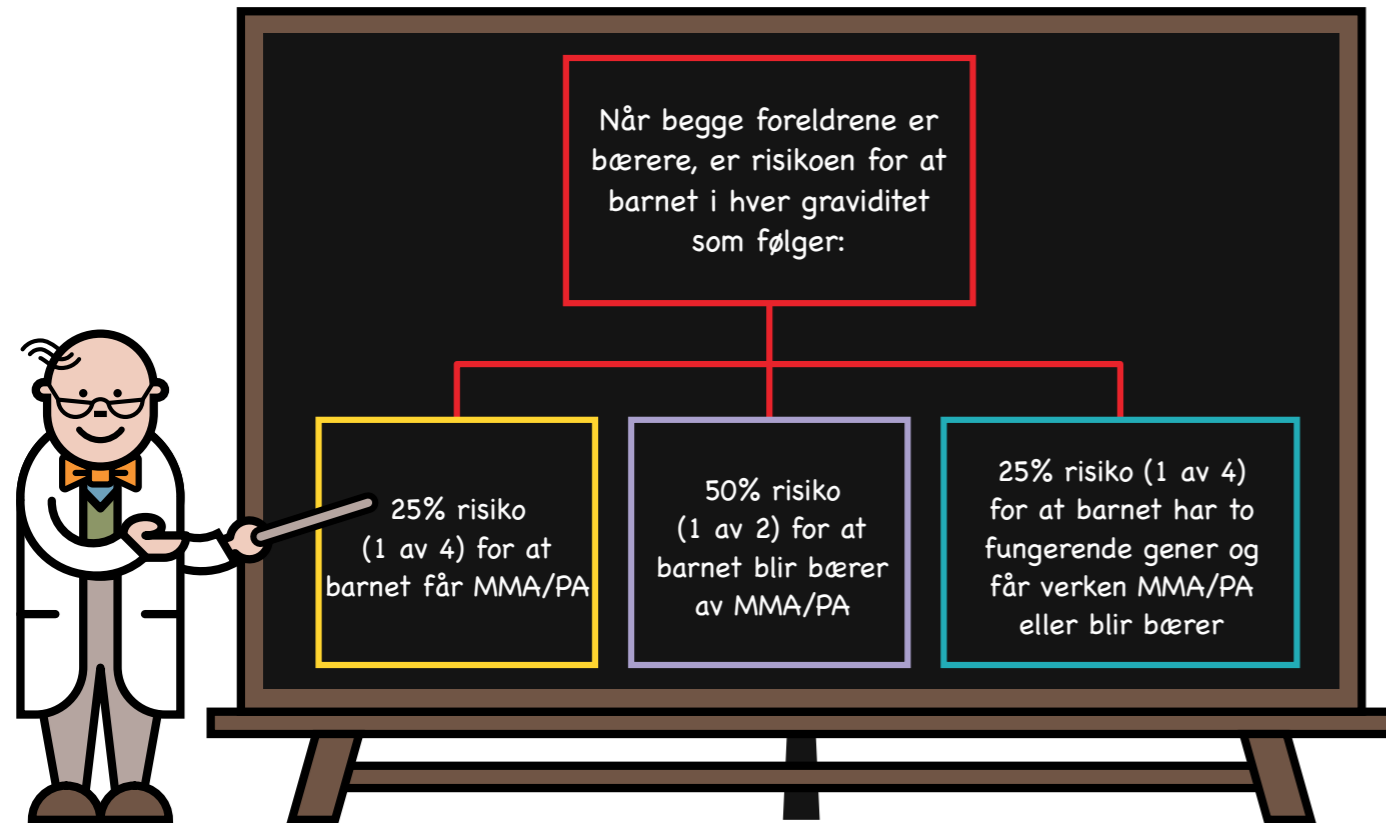 Når begge foreldrene er
bærere, er risikoen for at
barnet i hver graviditet
som følger:
25% risiko
(1 av 4) for at
barnet får MMA/PA
50% risiko
(1 av 2) for at
barnet blir bærer
av MMA/PA
25% risiko (1 av 4)
for at barnet har to
fungerende gener og
får verken MMA/PA
eller blir bærer